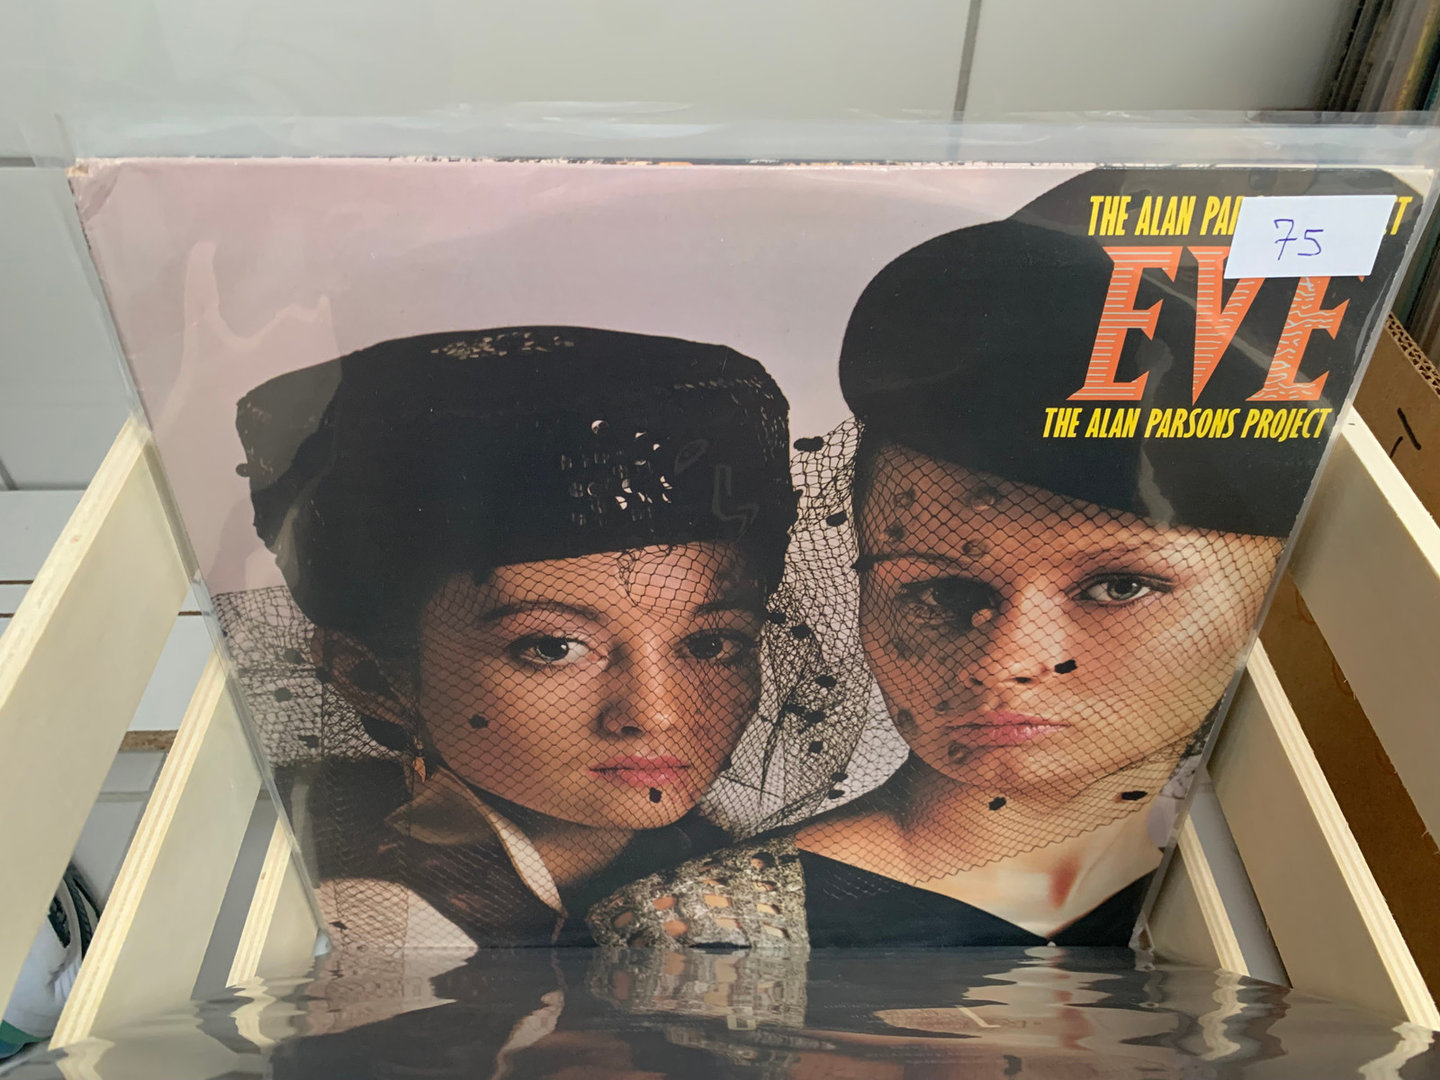 THE ALAN PAR
75
EVE
THE ALAN PARSONS PROJECT